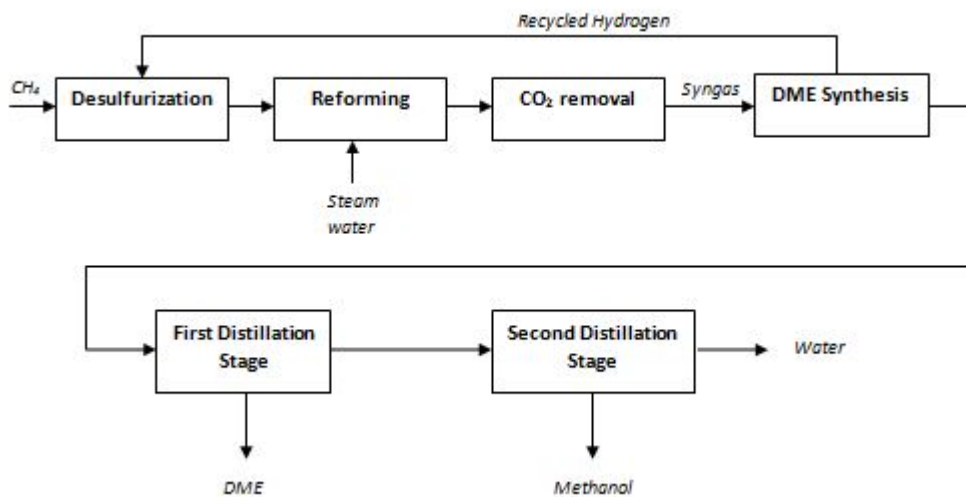 Recycled Hydrogen
CH₄
Desulfurization
Reforming
CO₂ removal
Syngas
DME Synthesis
Steam
water
First Distillation
Stage
Second Distillation
Stage
Water
DME
Methanol